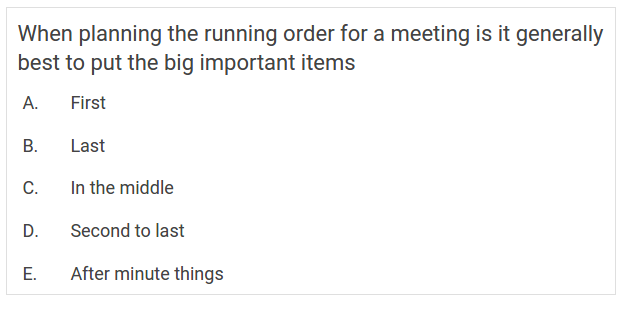 When planning the running order for a meeting is it generally
best to put the big important items
A. First
B. Last
C. In the middle
D. Second to last
E. After minute things